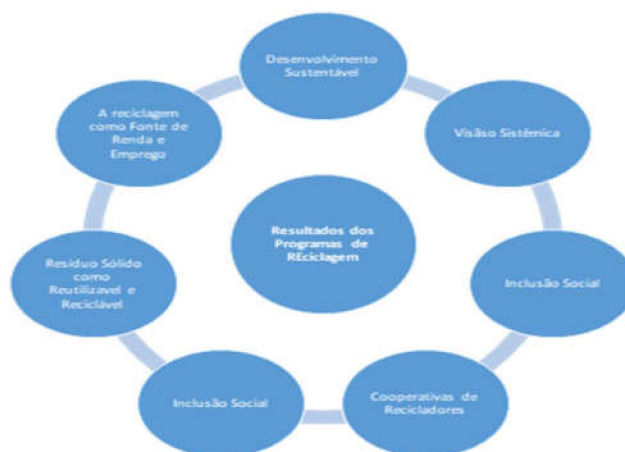 Desenvolvimento
Sustentável
Visão Sistêmica
Inclusão Social
Cooperativas de
Recicladores
Inclusão Social
Resíduo Sólido
como
Reutilizavel e
Reciclável
A reciclagem
como Fonte de
Renda e
Emprego
Resultados dos
Programas de
REciclagem